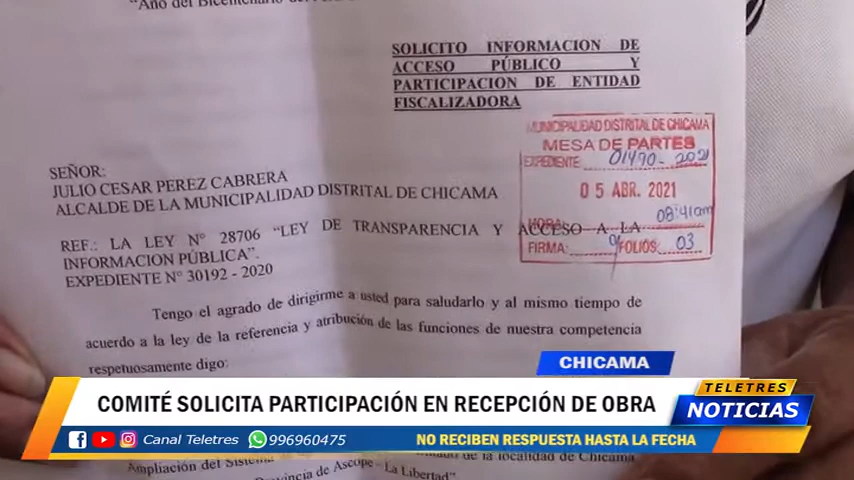 "Año del Bicentenario del
SOLICITO INFORMACION DE
ACCESO PÚBLICO Y
PARTICIPACION DE ENTIDAD
FISCALIZADORA
MUNICIPALIDAD DISTRITAL DE CHICAMA
MESA DE PARTES
EXPEDIENTE: 01490-2021
05 ABR. 2021
HORA: 08:41am
FIRMA: FOLIOS: 03
SEÑOR:
JULIO CESAR PEREZ CABRERA
ALCALDE DE LA MUNICIPALIDAD DISTRITAL DE CHICAMA
REF.: LA LEY N° 28706 "LEY DE TRANSPARENCIA Y ACCESO A LA
INFORMACION PÚBLICA".
EXPEDIENTE N° 30192 - 2020
Tengo el agrado de dirigirme a usted para saludarlo y al mismo tiempo de
acuerdo a la ley de la referencia y atribución de las funciones de nuestra competencia
respetuosamente digo:
CHICAMA
COMITÉ SOLICITA PARTICIPACIÓN EN RECEPCIÓN DE OBRA
TELETRES
NOTICIAS
Canal Teletres 996960475
NO RECIBEN RESPUESTA HASTA LA FECHA
Ampliación del de la localidad de Chicama
Provincia de Ascope - La Libertad"